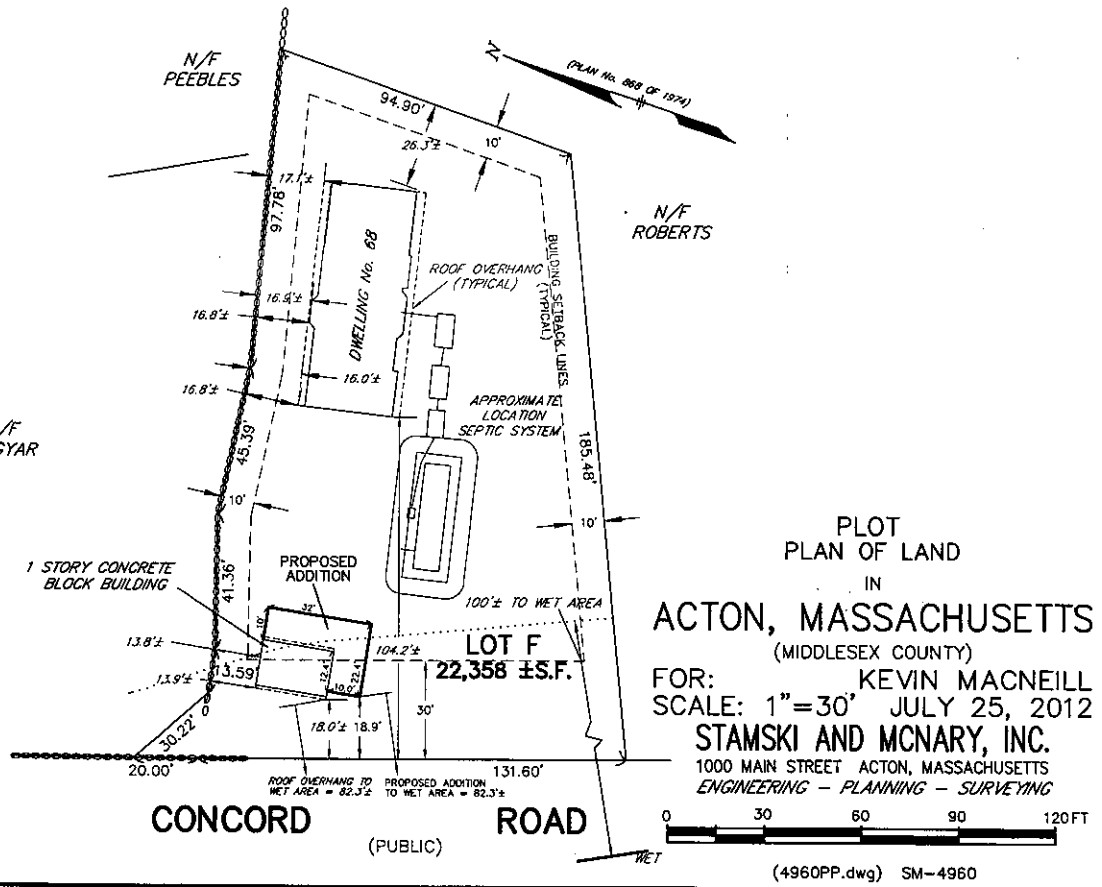 N/F
PEEBLES
N
(PLAN No. 868 OF 1974)
94.90'
10'
26.3'±
17.1'±
97.78'
N/F
ROBERTS
DWELLING No. 68
ROOF OVERHANG
(TYPICAL)
BUILDING SETBACK LINES
(TYPICAL)
16.9'±
16.8'±
16.0'±
16.8'±
APPROXIMATE
LOCATION
SEPTIC SYSTEM
/F
GYAR
45.39'
185.48'
10'
10'
1 STORY CONCRETE
BLOCK BUILDING
PROPOSED
ADDITION
41.36'
32'
10'
100'± TO WET AREA
13.8'±
104.2'±
LOT F
22,358 ±S.F.
13.59'
12.4'
22.4'
10.0'
13.9'±
30.22'
18.0'±
18.9'
30'
20.00'
131.60'
ROOF OVERHANG TO
WET AREA = 82.3'±
PROPOSED ADDITION
TO WET AREA = 82.3'±
CONCORD ROAD
(PUBLIC)
WET
PLOT
PLAN OF LAND
IN
ACTON, MASSACHUSETTS
(MIDDLESEX COUNTY)
FOR: KEVIN MACNEILL
SCALE: 1"=30' JULY 25, 2012
STAMSKI AND MCNARY, INC.
1000 MAIN STREET ACTON, MASSACHUSETTS
ENGINEERING - PLANNING - SURVEYING
0 30 60 90 120 FT
(4960PP.dwg) SM-4960